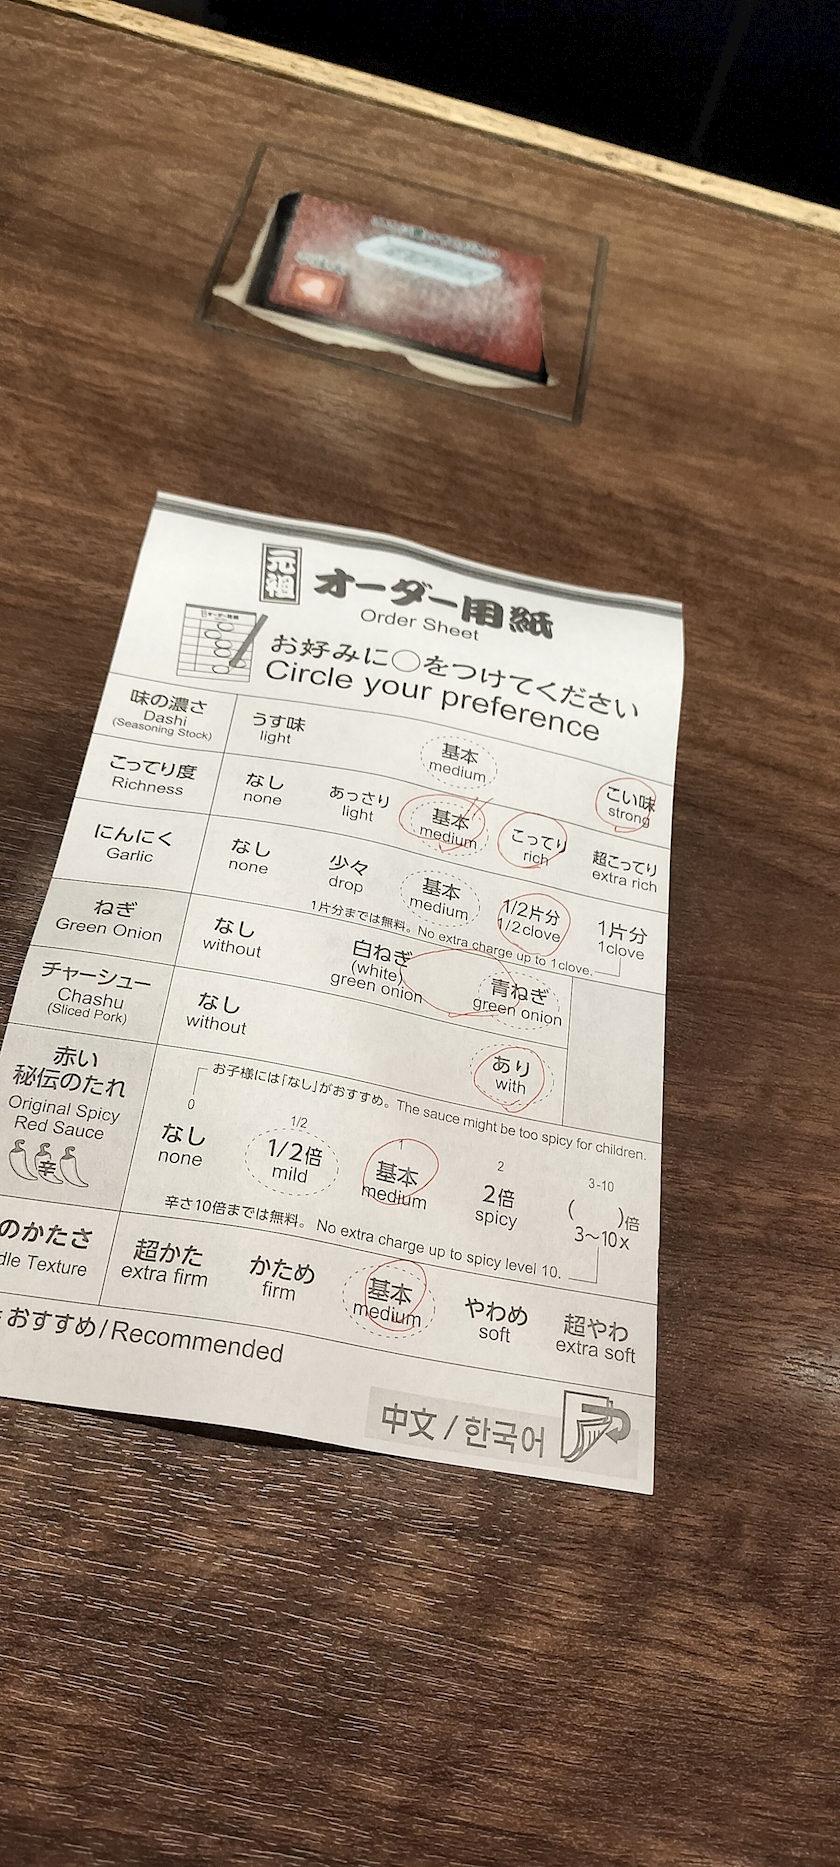 元祖 オーダー用紙
Order Sheet
お好みに○をつけてください
Circle your preference
味の濃さ
Dashi
(Seasoning Stock)
うす味
light
基本
medium
こい味
strong
こってり度
Richness
なし
none
あっさり
light
基本
medium
こってり
rich
超こってり
extra rich
にんにく
Garlic
なし
none
少々
drop
基本
medium
1/2片分
1/2clove
1片分
1clove
1片分までは無料。No extra charge up to 1clove.
ねぎ
Green Onion
なし
without
白ねぎ
(white)
green onion
青ねぎ
green onion
チャーシュー
Chashu
(Sliced Pork)
なし
without
あり
with
赤い
秘伝のたれ
Original Spicy
Red Sauce
辛
お子様には「なし」がおすすめ。The sauce might be too spicy for children.
0
なし
none
1/2
1/2倍
mild
1
基本
medium
2
2倍
spicy
3-10
( )倍
3〜10x
辛さ10倍までは無料。No extra charge up to spicy level 10.
のかたさ
dle Texture
超かた
extra firm
かため
firm
基本
medium
やわめ
soft
超やわ
extra soft
おすすめ/Recommended
中文 / 한국어